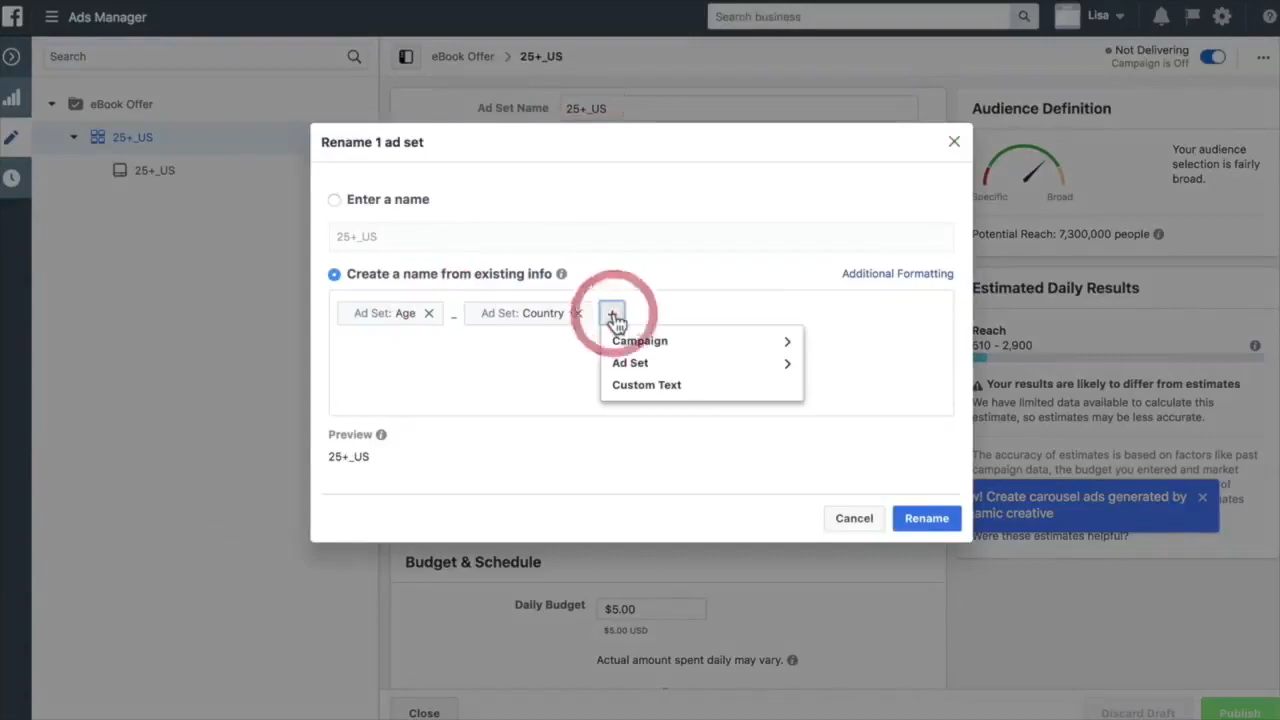 Ads Manager
Search business
Lisa
Search
eBook Offer
25+_US
Not Delivering
Campaign is Off
eBook Offer
25+_US
25+_US
Ad Set Name
25+_US
Audience Definition
Specific
Broad
Your audience
selection is fairly
broad.
Potential Reach: 7,300,000 people
Estimated Daily Results
Reach
610 - 2,900
Your results are likely to differ from estimates
We have limited data available to calculate this
estimate, so estimates may be less accurate.
The accuracy of estimates is based on factors like past
campaign data, the budget you entered and market
of
ates
w! Create carousel ads generated by
amic creative
Were these estimates helpful?
Rename 1 ad set
Enter a name
25+_US
Create a name from existing info
Additional Formatting
Ad Set: Age
_
Ad Set: Country
Campaign
Ad Set
Custom Text
Preview
25+_US
Cancel
Rename
Budget & Schedule
Daily Budget
$5.00
$5.00 USD
Actual amount spent daily may vary.
Close
Discard Draft
Publish